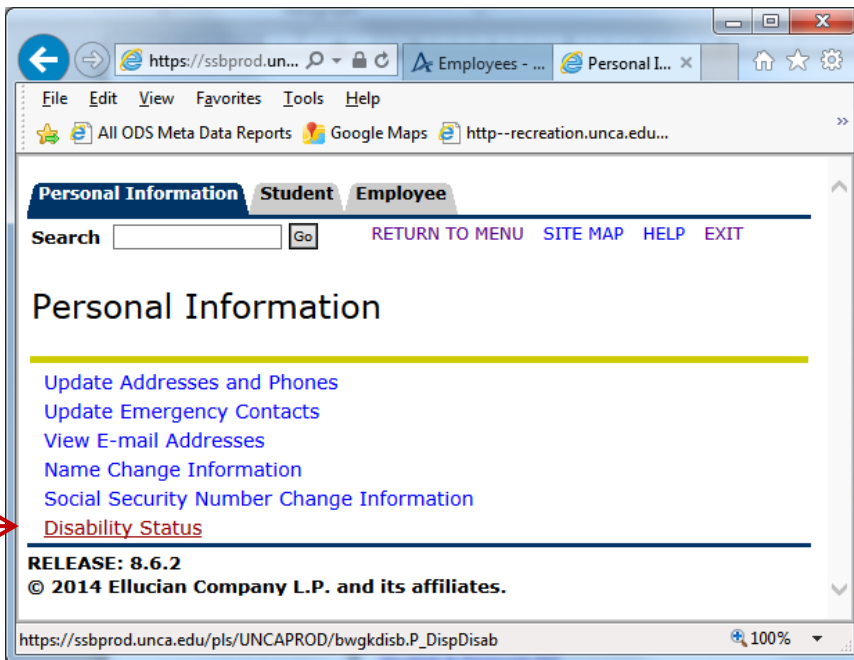 https://ssbprod.un... Employees - ... Personal I...
File Edit View Favorites Tools Help
All ODS Meta Data Reports Google Maps http--recreation.unca.edu...
Personal Information Student Employee
Search Go RETURN TO MENU SITE MAP HELP EXIT
Personal Information
Update Addresses and Phones
Update Emergency Contacts
View E-mail Addresses
Name Change Information
Social Security Number Change Information
Disability Status
RELEASE: 8.6.2
© 2014 Ellucian Company L.P. and its affiliates.
https://ssbprod.unca.edu/pls/UNCAPROD/bwgkdisb.P_DispDisab 100%